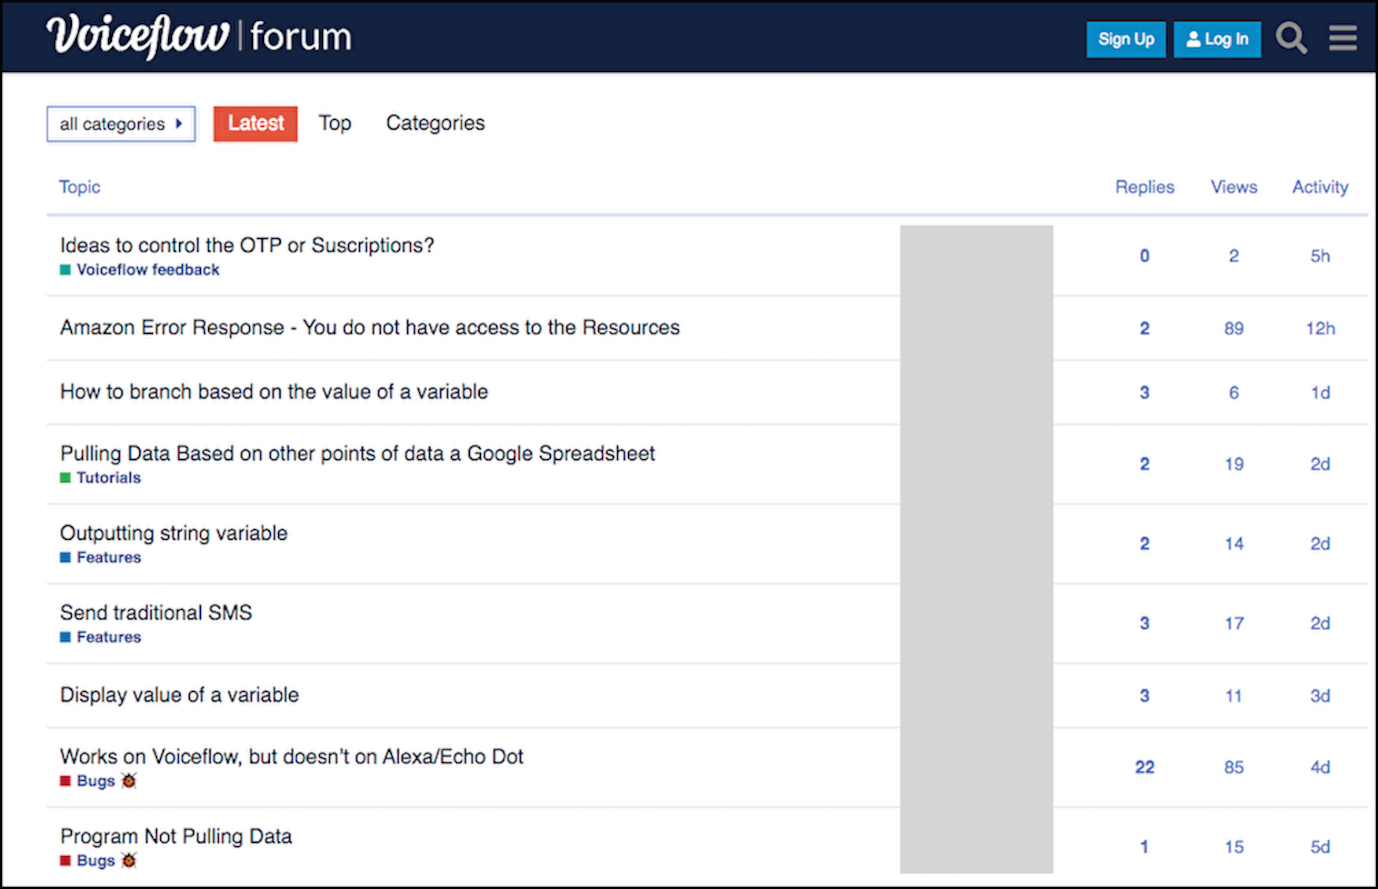 Voiceflow | forum
Sign Up
Log In
all categories
Latest
Top
Categories
Topic
Replies
Views
Activity
Ideas to control the OTP or Suscriptions?
Voiceflow feedback
0
2
5h
Amazon Error Response - You do not have access to the Resources
2
89
12h
How to branch based on the value of a variable
3
6
1d
Pulling Data Based on other points of data a Google Spreadsheet
Tutorials
2
19
2d
Outputting string variable
Features
2
14
2d
Send traditional SMS
Features
3
17
2d
Display value of a variable
3
11
3d
Works on Voiceflow, but doesn't on Alexa/Echo Dot
Bugs
22
85
4d
Program Not Pulling Data
Bugs
1
15
5d